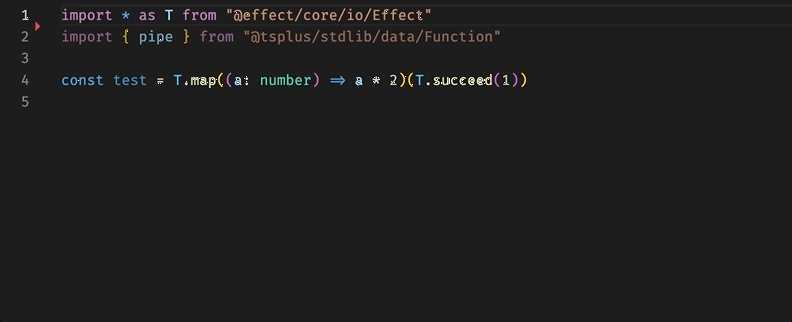 1 import * as T from "@effect/core/io/Effect"
2 import { pipe } from "@tsplus/stdlib/data/Function"
3
4 const test = T.map((a: number) => a * 2)(T.succeed(1))
5